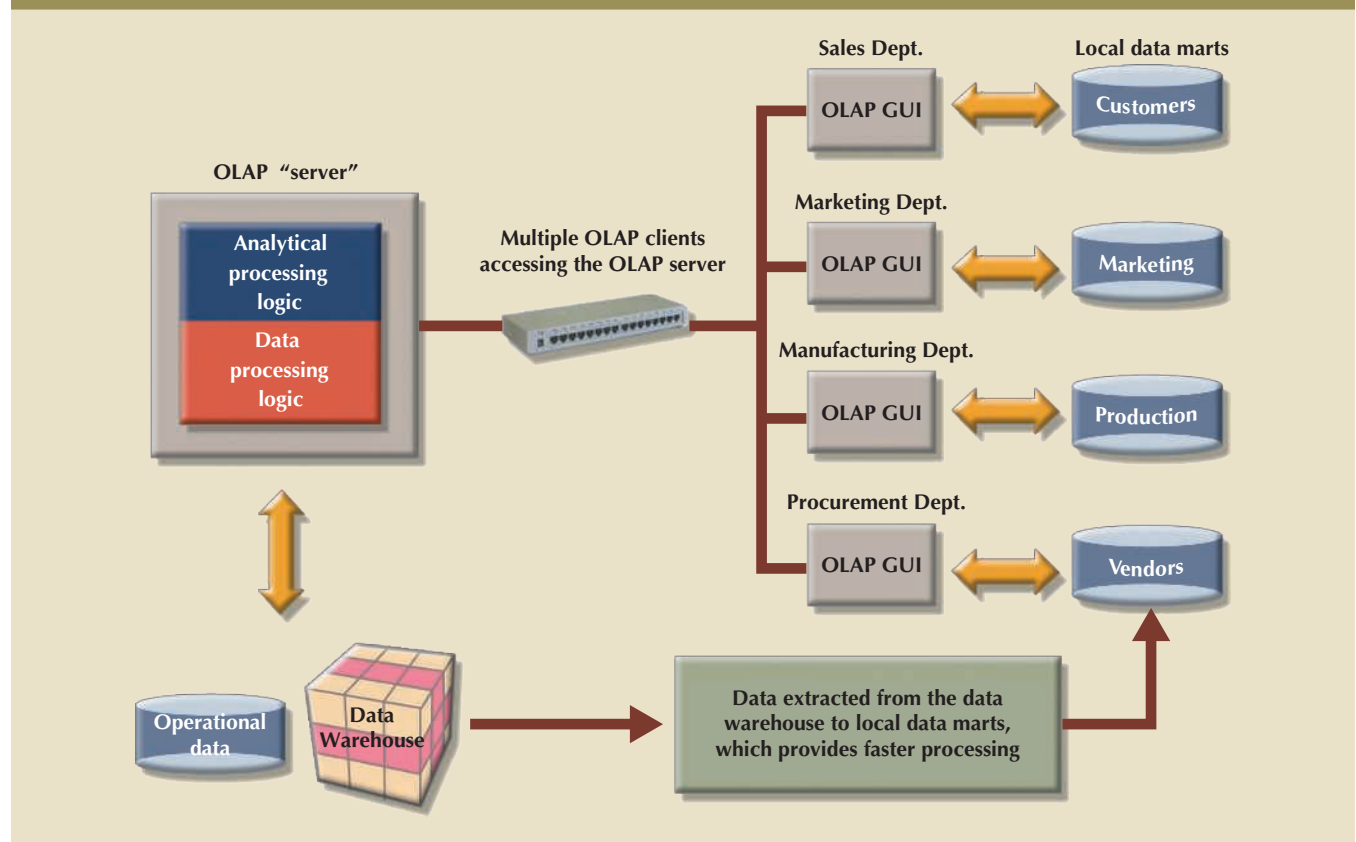 Sales Dept.
Local data marts
OLAP GUI
Customers
OLAP “server”
Marketing Dept.
Analytical
processing
logic
Multiple OLAP clients
accessing the OLAP server
OLAP GUI
Marketing
Data
processing
logic
Manufacturing Dept.
OLAP GUI
Production
Procurement Dept.
OLAP GUI
Vendors
Operational
data
Data
Warehouse
Data extracted from the data
warehouse to local data marts,
which provides faster processing